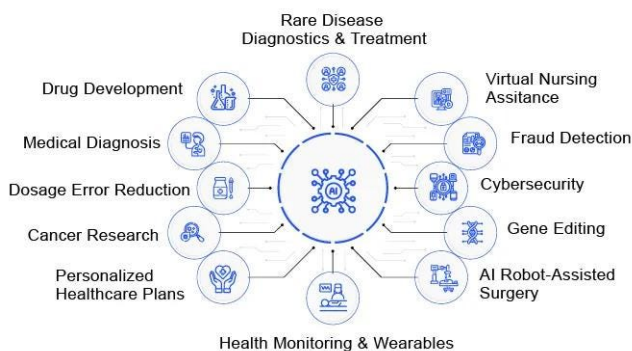 Rare Disease
Diagnostics & Treatment
Drug Development
Virtual Nursing
Assitance
Medical Diagnosis
Fraud Detection
Dosage Error Reduction
AI
Cybersecurity
Cancer Research
Gene Editing
Personalized
Healthcare Plans
AI Robot-Assisted
Surgery
Health Monitoring & Wearables